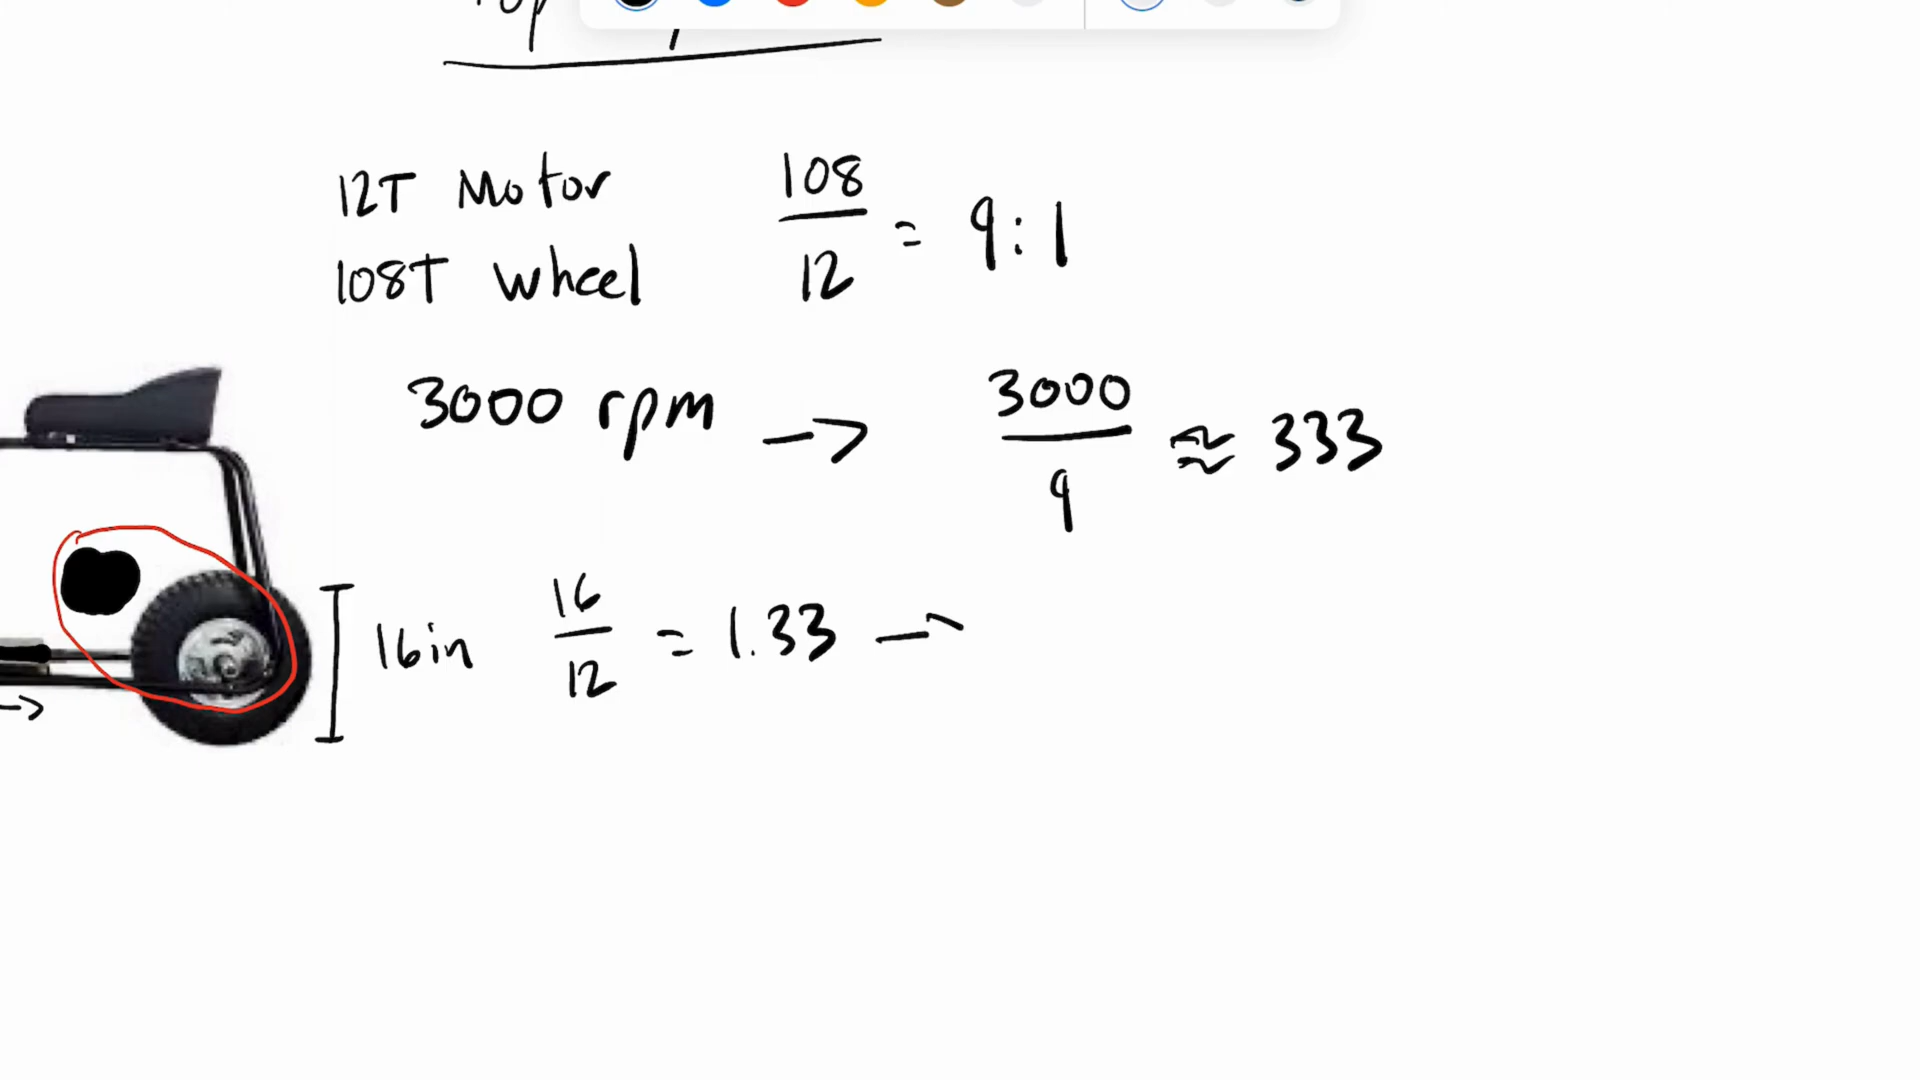 12T Motor 108/12 = 9:1
108T wheel
3000 rpm -> 3000/9 ≈ 333
16in 16/12 = 1.33 ->